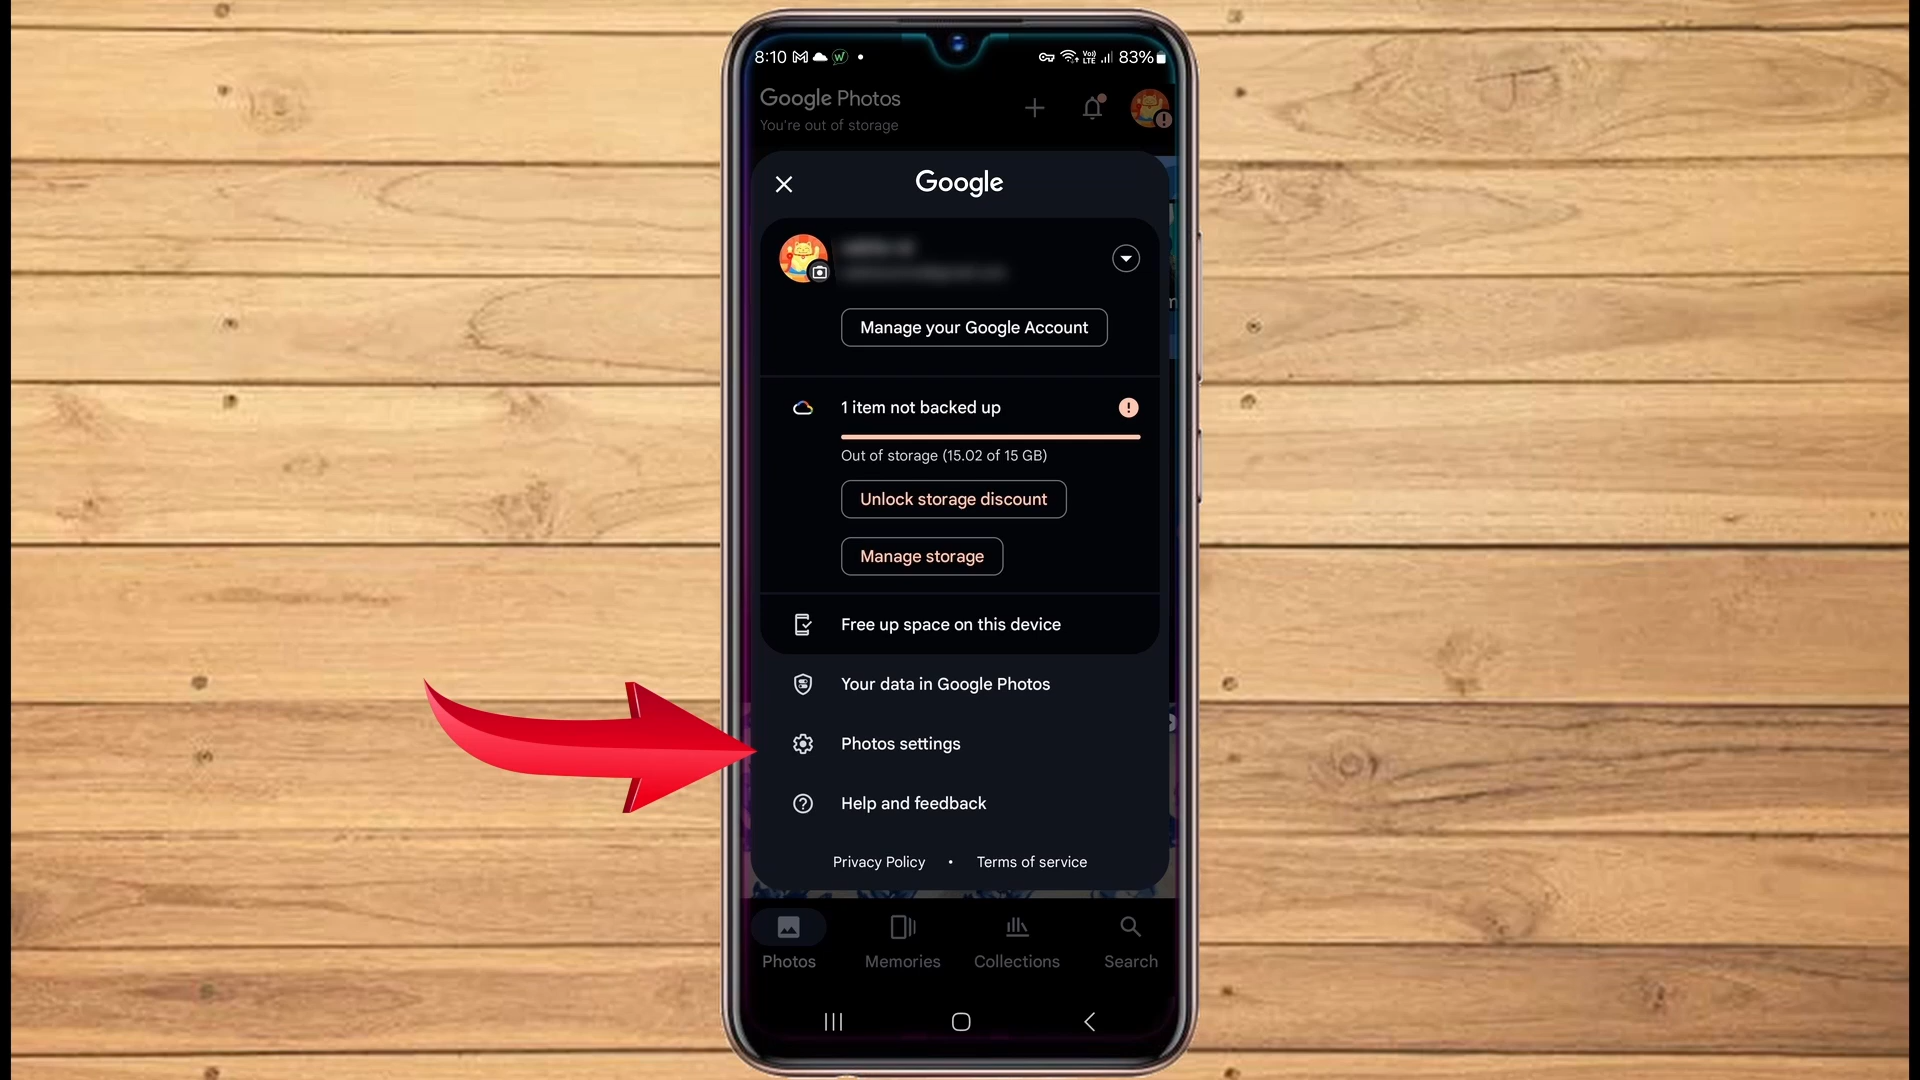 8:10
Vo))
LTE
83%
Google Photos
You're out of storage
Google
Manage your Google Account
1 item not backed up
Out of storage (15.02 of 15 GB)
Unlock storage discount
Manage storage
Free up space on this device
Your data in Google Photos
Photos settings
Help and feedback
Privacy Policy • Terms of service
Photos
Memories
Collections
Search